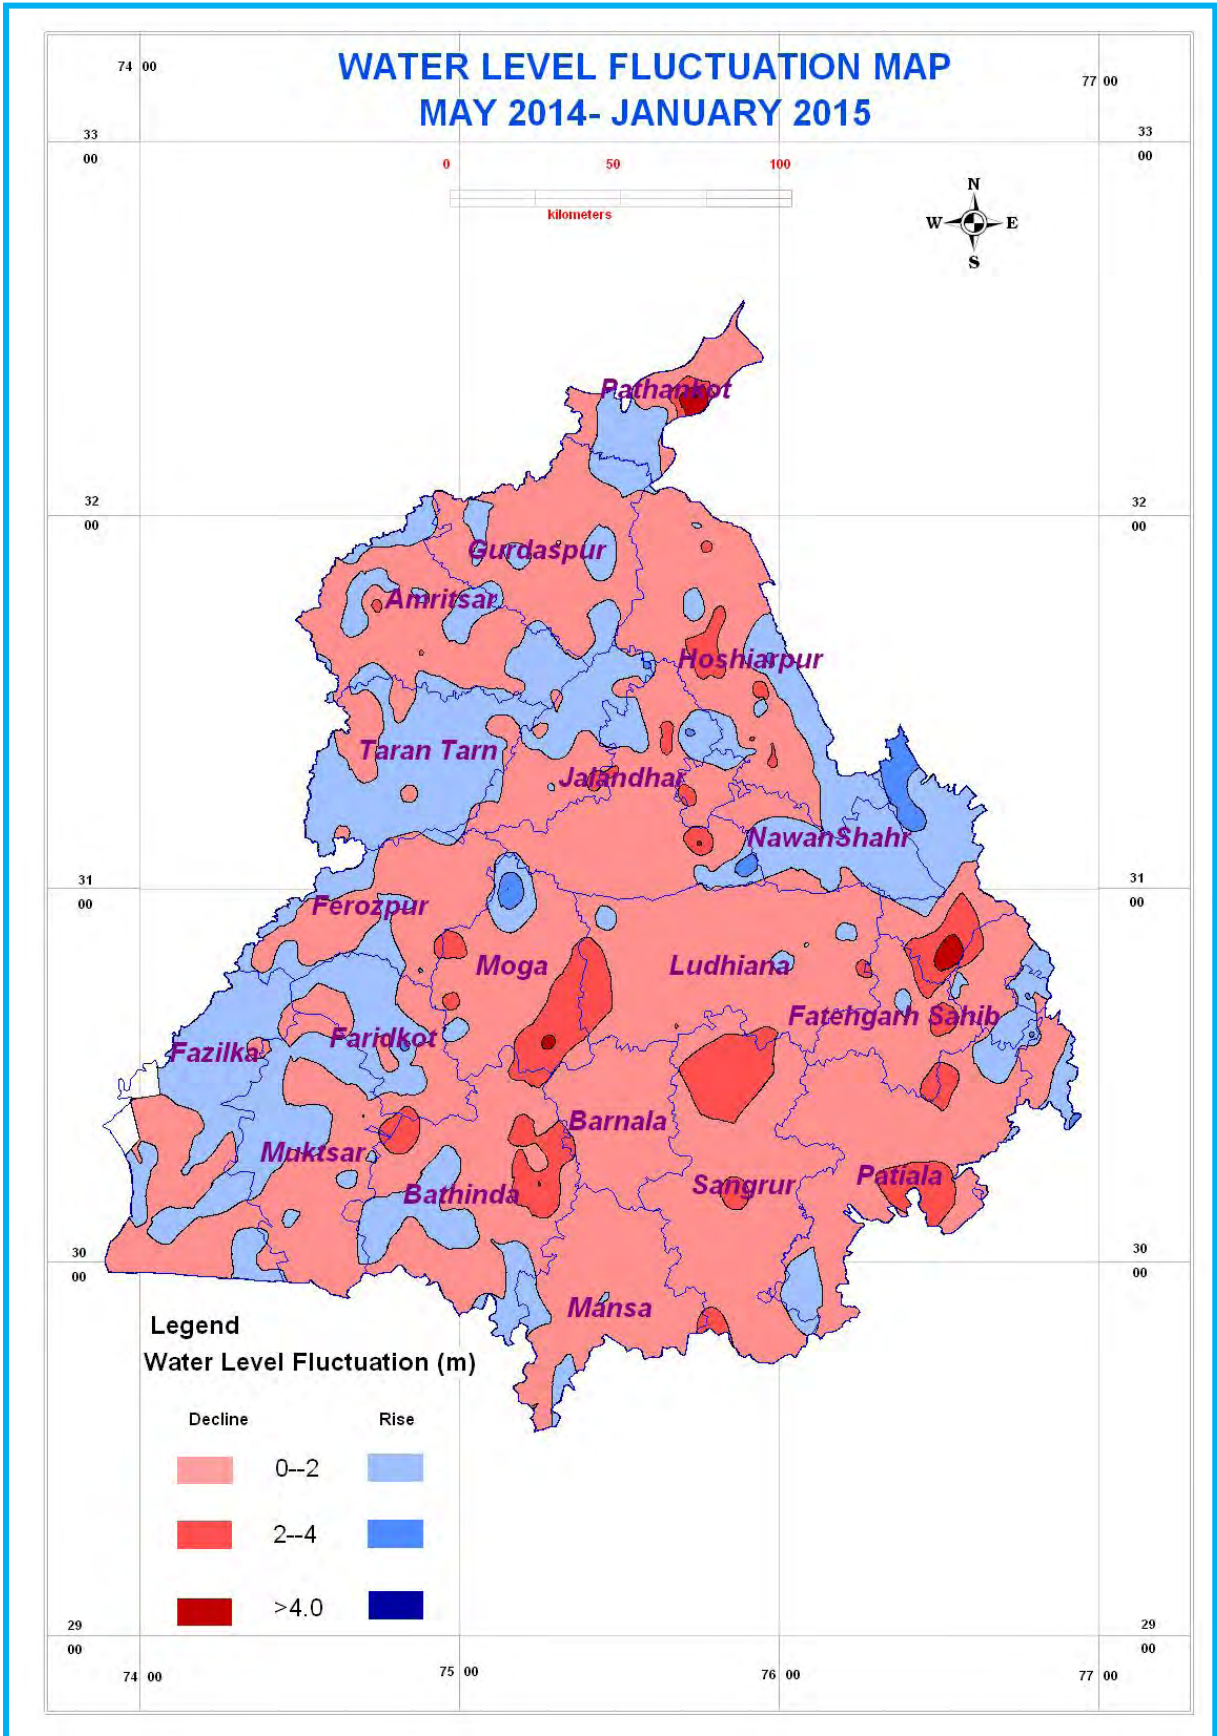 WATER LEVEL FLUCTUATION MAP
MAY 2014- JANUARY 2015
74 00
77 00
33
00
33
00
0 50 100
kilometers
N
W E
S
Pathankot
32
00
32
00
Gurdaspur
Amritsar
Hoshiarpur
Taran Tarn
Jalandhar
NawanShahr
31
00
31
00
Ferozpur
Moga
Ludhiana
Fatehgarh Sahib
Faridkot
Fazilka
Barnala
Muktsar
Bathinda
Sangrur
Patiala
30
00
30
00
Mansa
Legend
Water Level Fluctuation (m)
Decline Rise
0--2
2--4
>4.0
29
00
29
00
74 00
75 00
76 00
77 00